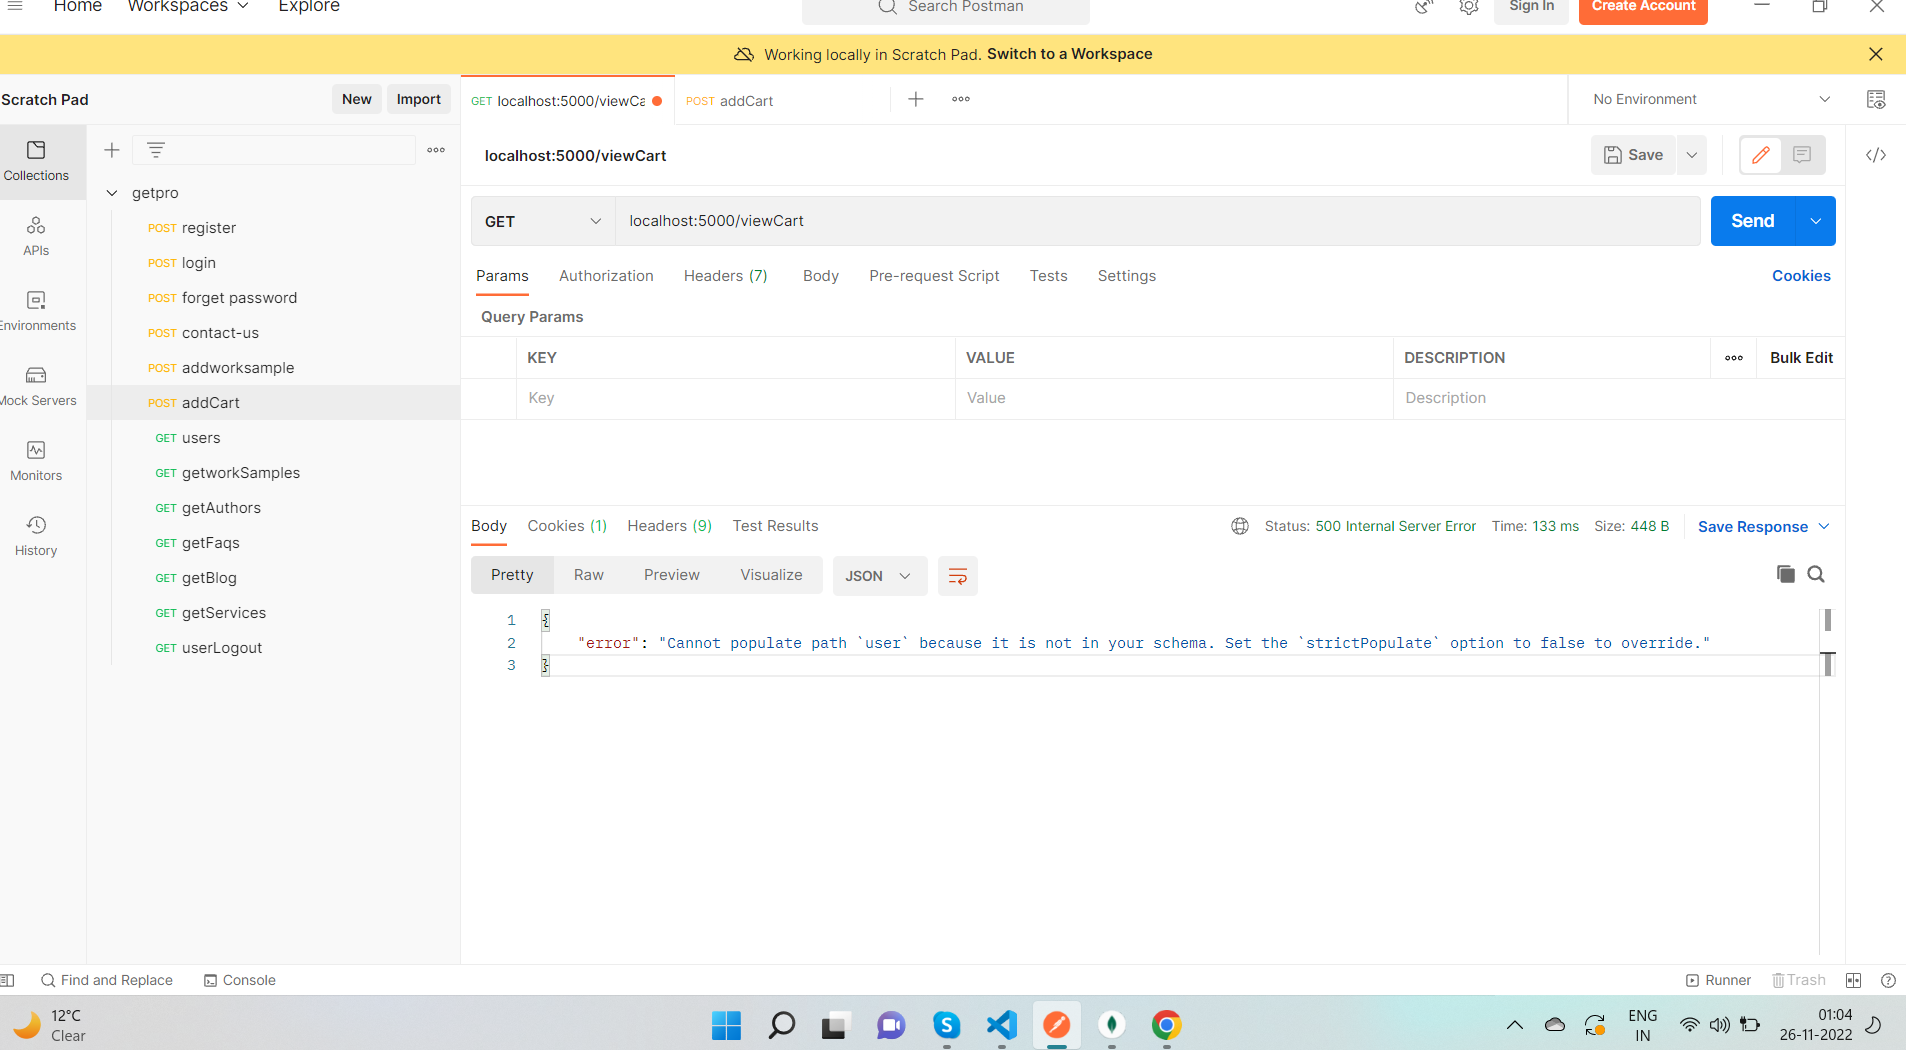 Home Workspaces Explore
Search Postman
Sign In Create Account
Working locally in Scratch Pad. Switch to a Workspace
Scratch Pad
New Import
GET localhost:5000/viewCa
POST addCart
No Environment
Collections
APIs
Environments
Mock Servers
Monitors
History
getpro
POST register
POST login
POST forget password
POST contact-us
POST addworksample
POST addCart
GET users
GET getworkSamples
GET getAuthors
GET getFaqs
GET getBlog
GET getServices
GET userLogout
localhost:5000/viewCart
Save
GET localhost:5000/viewCart
Send
Params Authorization Headers (7) Body Pre-request Script Tests Settings
Cookies
Query Params
KEY VALUE DESCRIPTION
Bulk Edit
Key Value Description
Body Cookies (1) Headers (9) Test Results
Status: 500 Internal Server Error Time: 133 ms Size: 448 B
Save Response
Pretty Raw Preview Visualize JSON
1 {
2 "error": "Cannot populate path `user` because it is not in your schema. Set the `strictPopulate` option to false to override."
3 }
Find and Replace Console
Runner Trash
12°C
Clear
ENG
IN
01:04
26-11-2022